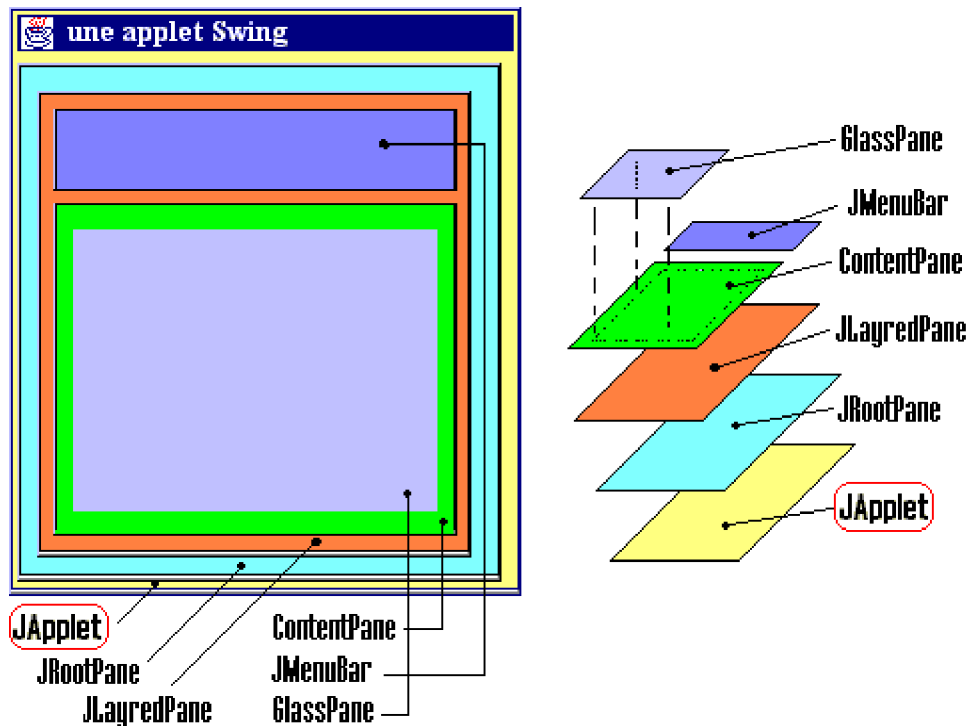 une applet Swing
GlassPane
JMenuBar
ContentPane
JLayredPane
JRootPane
JApplet
JApplet
JRootPane
JLayredPane
ContentPane
JMenuBar
GlassPane